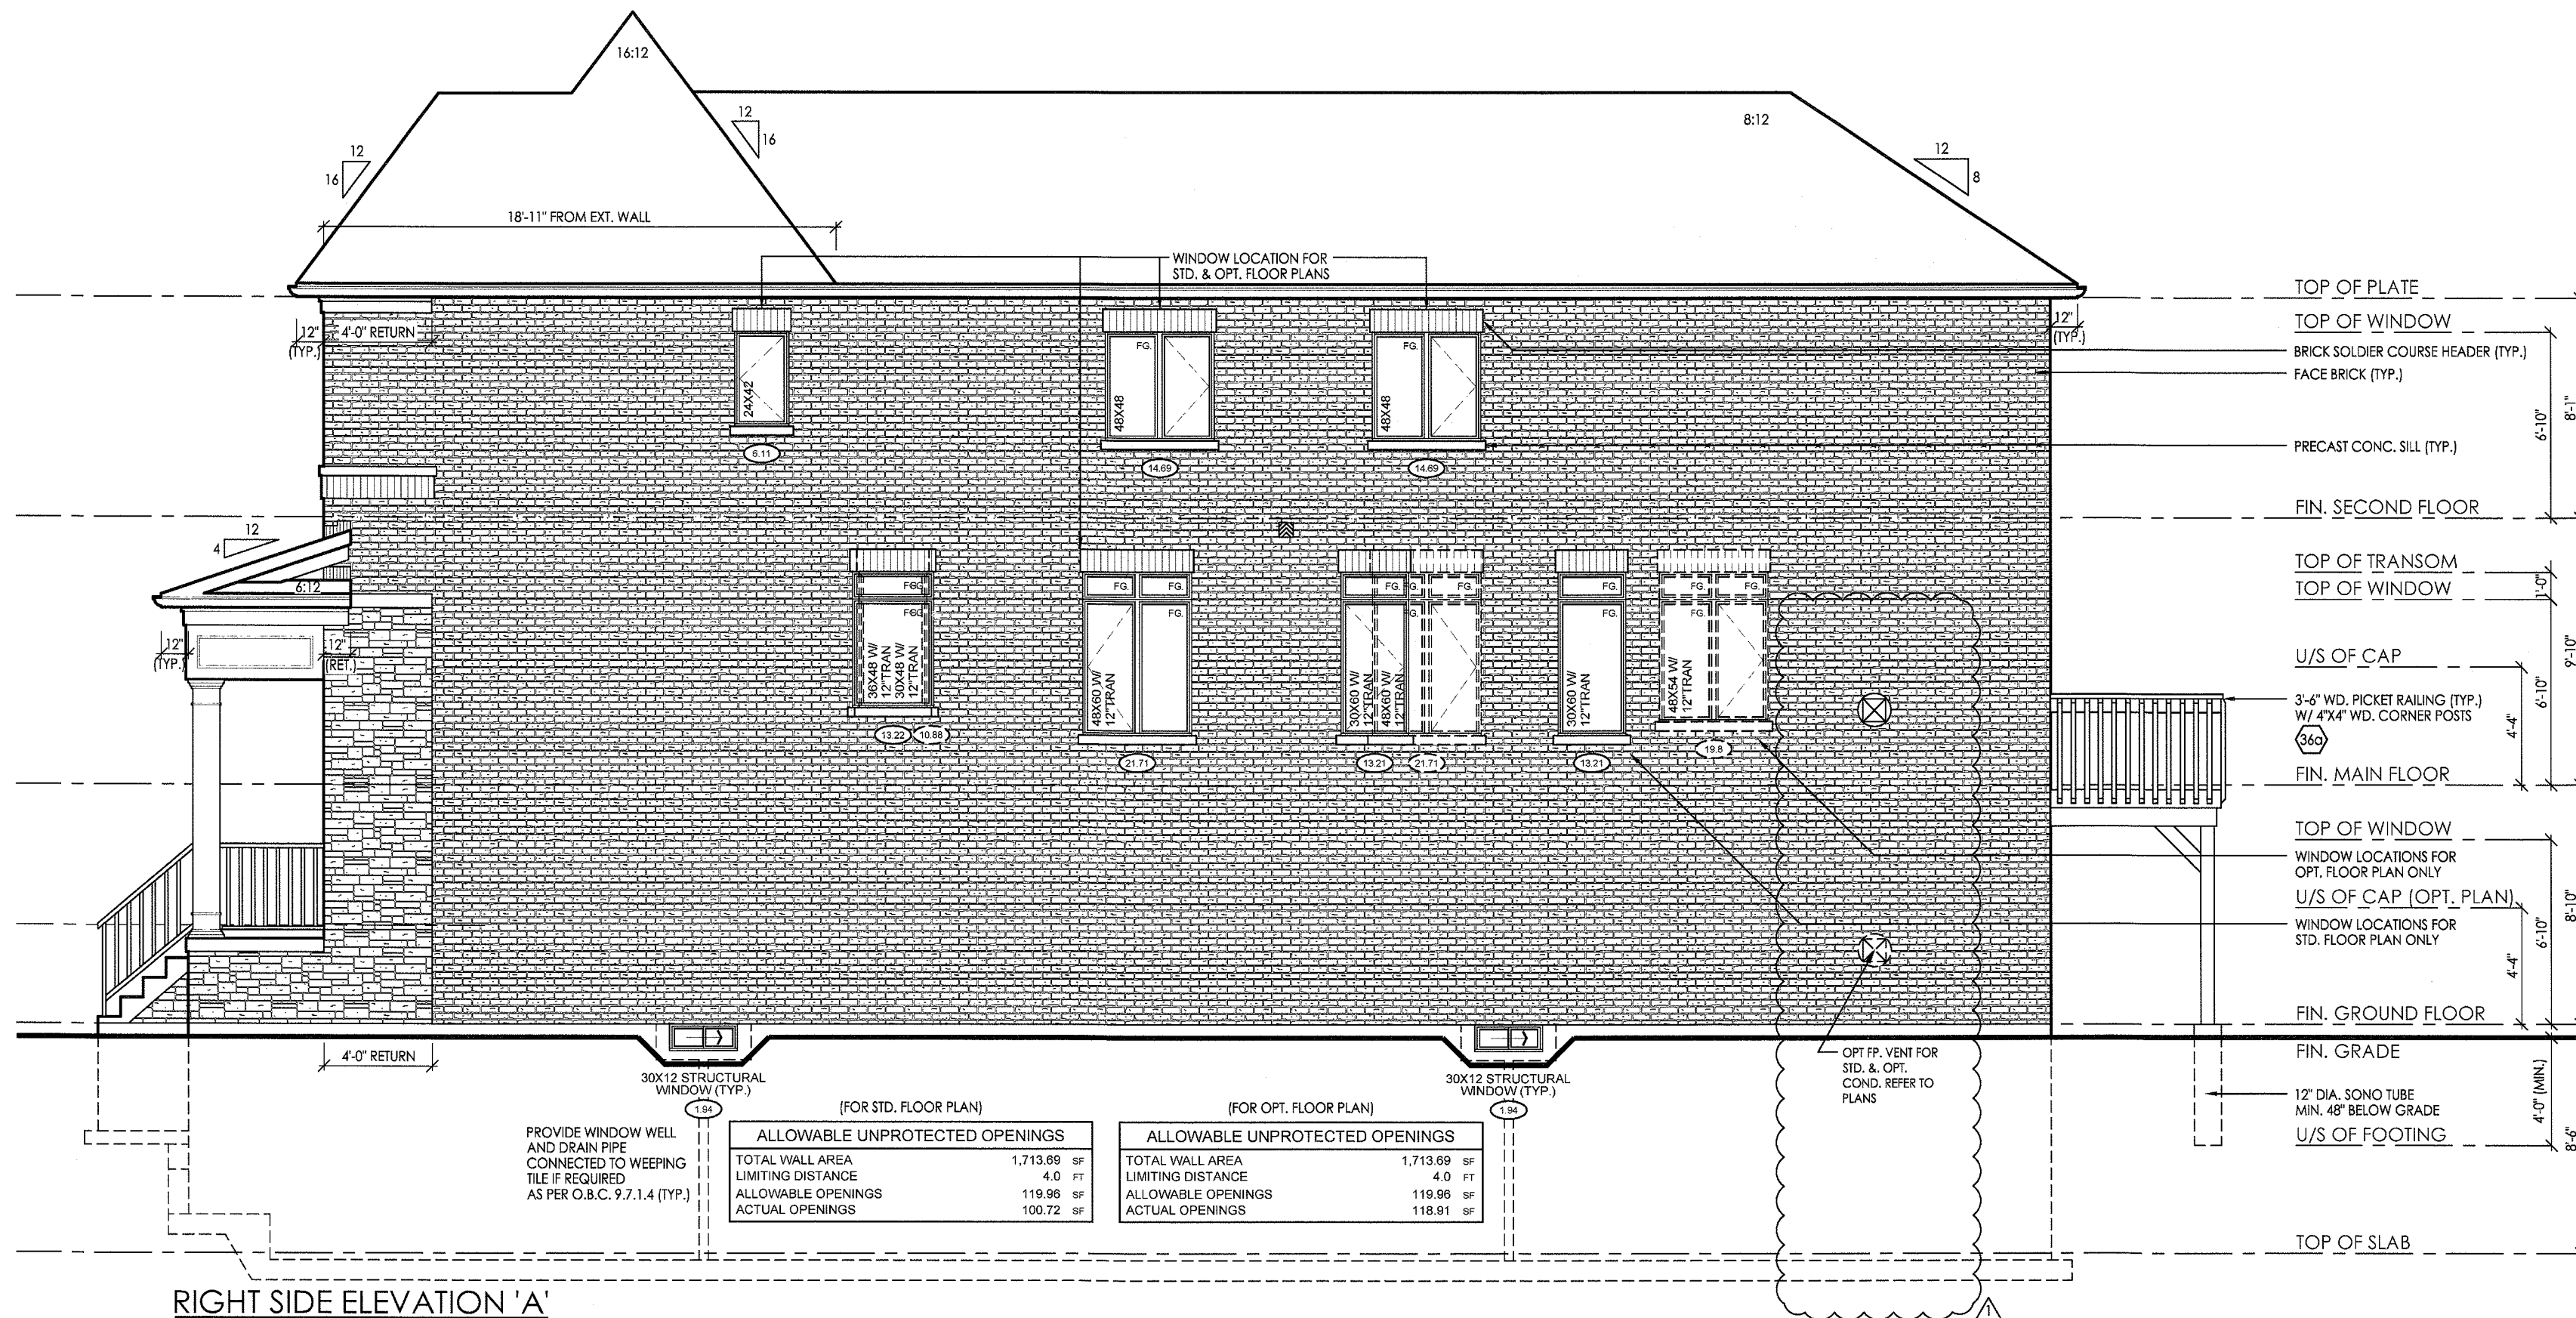 16:12
12
16
12
16
8:12
12
8
18'-11" FROM EXT. WALL
WINDOW LOCATION FOR
STD. & OPT. FLOOR PLANS
12"
(TYP.)
4'-0" RETURN
12"
(TYP.)
TOP OF PLATE
TOP OF WINDOW
BRICK SOLDIER COURSE HEADER (TYP.)
FACE BRICK (TYP.)
6'-10"
8'-1"
PRECAST CONC. SILL (TYP.)
FIN. SECOND FLOOR
24X42
6.11
FG.
48X48
14.69
FG.
48X48
14.69
12
4
6:12
12"
(TYP.)
12"
(RET.)
FG.
FG.
36X48 W/
12"TRAN
30X48 W/
12"TRAN
13.22
10.88
FG.
FG.
FG.
48X60 W/
12"TRAN
21.71
FG.
FG.
FG.
FG.
30X60 W/
12"TRAN
48X60 W/
12"TRAN
13.21
21.71
FG.
FG.
30X60 W/
12"TRAN
13.21
FG.
FG.
FG.
48X54 W/
12"TRAN
19.8
TOP OF TRANSOM
TOP OF WINDOW
1'-0"
U/S OF CAP
9'-10"
6'-10"
4'-4"
3'-6" WD. PICKET RAILING (TYP.)
W/ 4"X4" WD. CORNER POSTS
36a
FIN. MAIN FLOOR
TOP OF WINDOW
WINDOW LOCATIONS FOR
OPT. FLOOR PLAN ONLY
U/S OF CAP (OPT. PLAN)
WINDOW LOCATIONS FOR
STD. FLOOR PLAN ONLY
8'-10"
6'-10"
4'-4"
FIN. GROUND FLOOR
FIN. GRADE
4'-0" RETURN
30X12 STRUCTURAL
WINDOW (TYP.)
1.94
30X12 STRUCTURAL
WINDOW (TYP.)
1.94
OPT FP. VENT FOR
STD. &. OPT.
COND. REFER TO
PLANS
12" DIA. SONO TUBE
MIN. 48" BELOW GRADE
U/S OF FOOTING
4'-0" (MIN.)
8'-6"
PROVIDE WINDOW WELL
AND DRAIN PIPE
CONNECTED TO WEEPING
TILE IF REQUIRED
AS PER O.B.C. 9.7.1.4 (TYP.)
(FOR STD. FLOOR PLAN)
ALLOWABLE UNPROTECTED OPENINGS
TOTAL WALL AREA 1,713.69 SF
LIMITING DISTANCE 4.0 FT
ALLOWABLE OPENINGS 119.96 SF
ACTUAL OPENINGS 100.72 SF
(FOR OPT. FLOOR PLAN)
ALLOWABLE UNPROTECTED OPENINGS
TOTAL WALL AREA 1,713.69 SF
LIMITING DISTANCE 4.0 FT
ALLOWABLE OPENINGS 119.96 SF
ACTUAL OPENINGS 118.91 SF
TOP OF SLAB
RIGHT SIDE ELEVATION 'A'
1